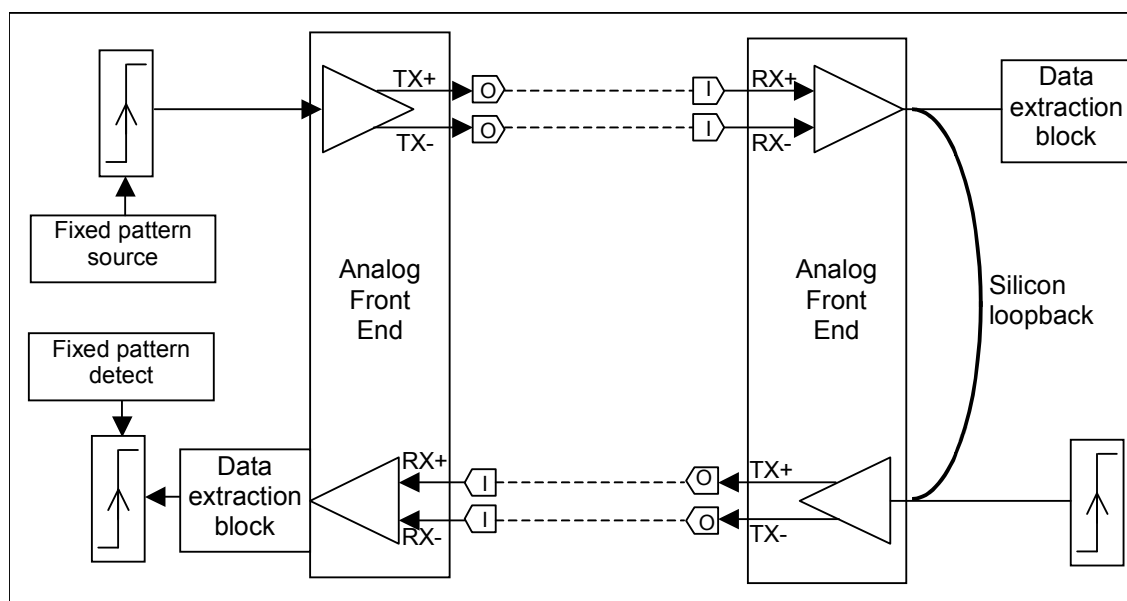 TX+
O
I
RX+
Data
extraction
block
TX-
O
I
RX-
Fixed pattern
source
Analog
Front
End
Analog
Front
End
Silicon
loopback
Fixed pattern
detect
Data
extraction
block
RX+
I
O
TX+
RX-
I
O
TX-